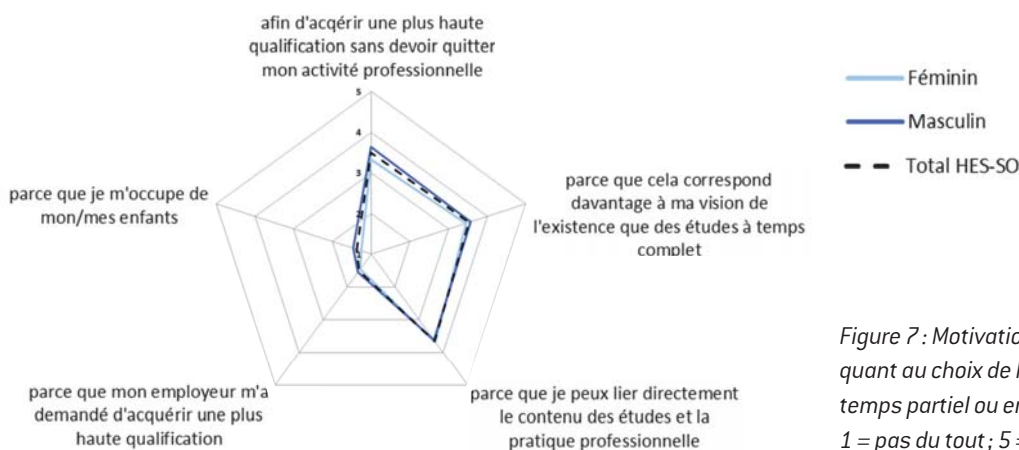 afin d'acqérir une plus haute
qualification sans devoir quitter
mon activité professionnelle
5
4
3
parce que cela correspond
davantage à ma vision de
l'existence que des études à temps
complet
parce que je peux lier directement
le contenu des études et la
pratique professionnelle
parce que mon employeur m'a
demandé d'acquérir une plus
haute qualification
parce que je m'occupe de
mon/mes enfants
Féminin
Masculin
Total HES-SO
Figure 7 : Motivation
quant au choix de
temps partiel ou
1 = pas du tout ; 5 =